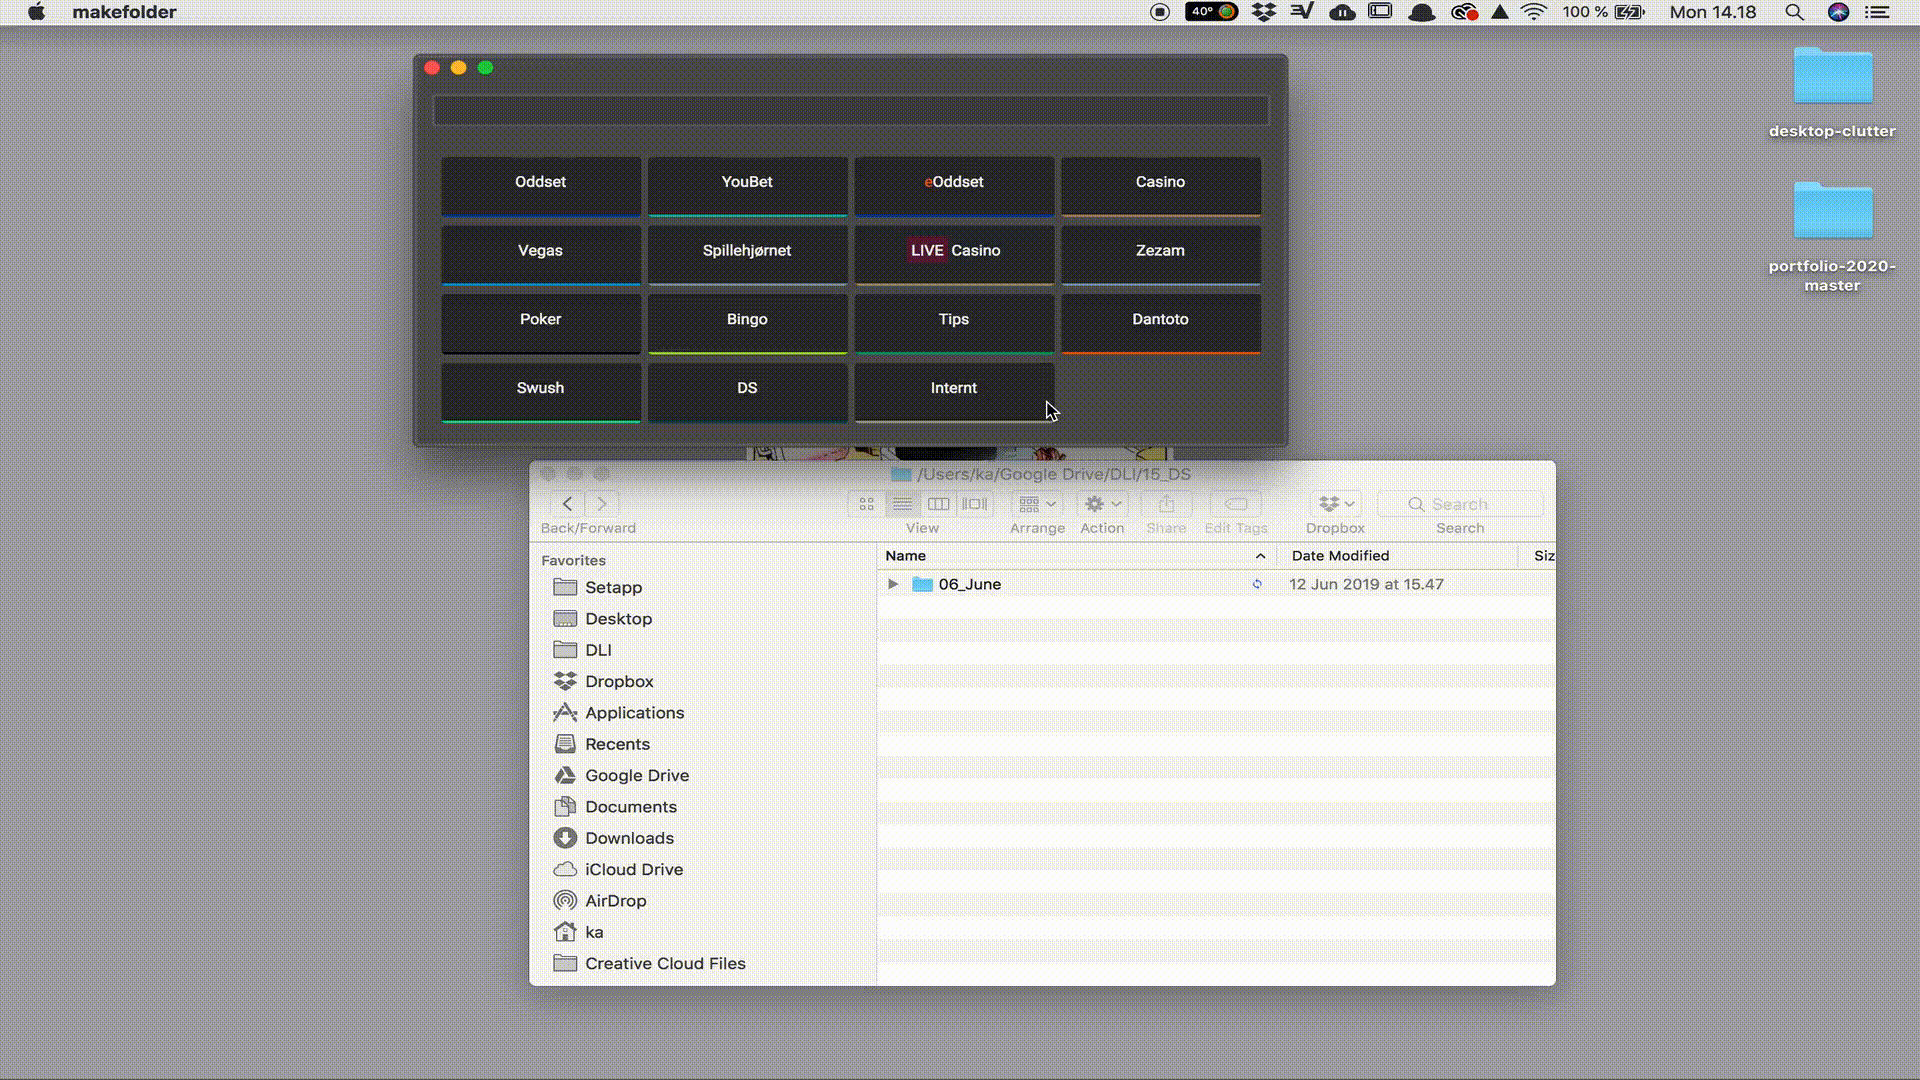 makefolder
40°
100 %
Mon 14.18
desktop-clutter
portfolio-2020-
master
Oddset
YouBet
eOddset
Casino
Vegas
Spillehjørnet
LIVE Casino
Zezam
Poker
Bingo
Tips
Dantoto
Swush
DS
Internt
/Users/ka/Google Drive/DLI/15_DS
Search
Back/Forward
View
Arrange
Action
Share
Edit Tags
Dropbox
Search
Favorites
Setapp
Desktop
DLI
Dropbox
Applications
Recents
Google Drive
Documents
Downloads
iCloud Drive
AirDrop
ka
Creative Cloud Files
Name
Date Modified
Siz
06_June
12 Jun 2019 at 15.47